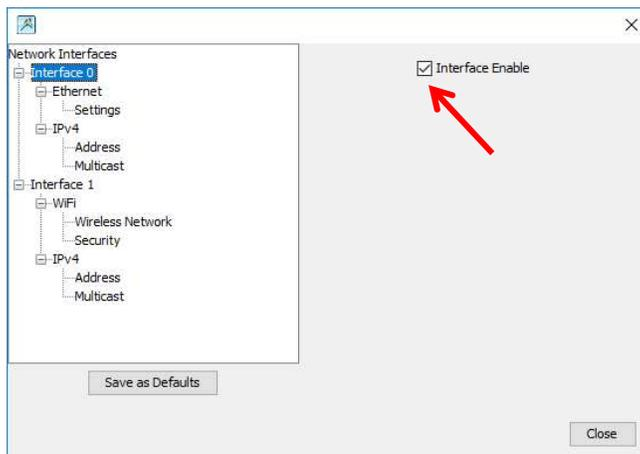 Network Interfaces
Interface 0
Interface Enable
Ethernet
Settings
IPv4
Address
Multicast
Interface 1
WiFi
Wireless Network
Security
IPv4
Address
Multicast
Save as Defaults
Close